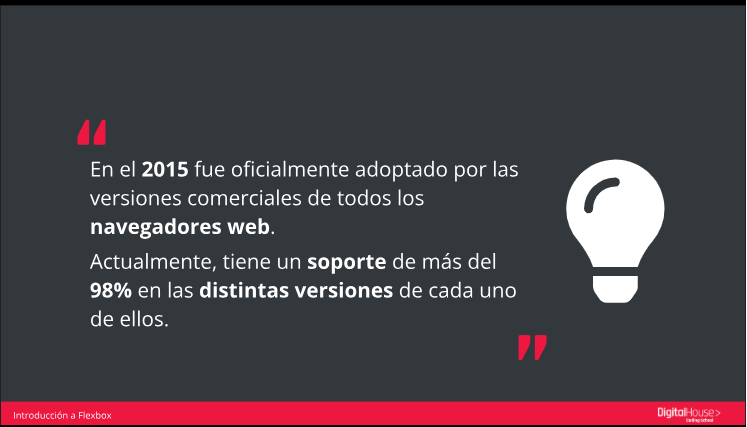 “
En el 2015 fue oficialmente adoptado por las
versiones comerciales de todos los
navegadores web.
Actualmente, tiene un soporte de más del
98% en las distintas versiones de cada uno
de ellos.
”
Introducción a Flexbox
DigitalHouse>
Coding School